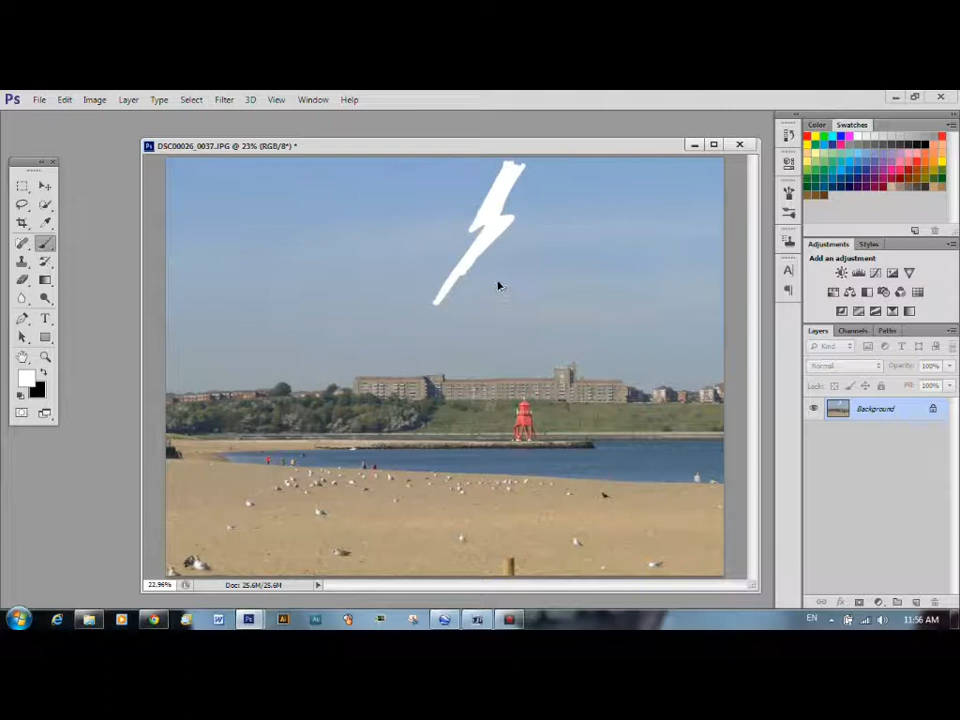 Ps File Edit Image Layer Type Select Filter 3D View Window Help
DSC00026_0037.JPG @ 23% (RGB/8*) *
Color Swatches
Adjustments Styles
Add an adjustment
Layers Channels Paths
Kind
Normal Opacity: 100%
Lock: Fill: 100%
Background
22.96% Doc: 25.6M/25.6M
EN 11:56 AM